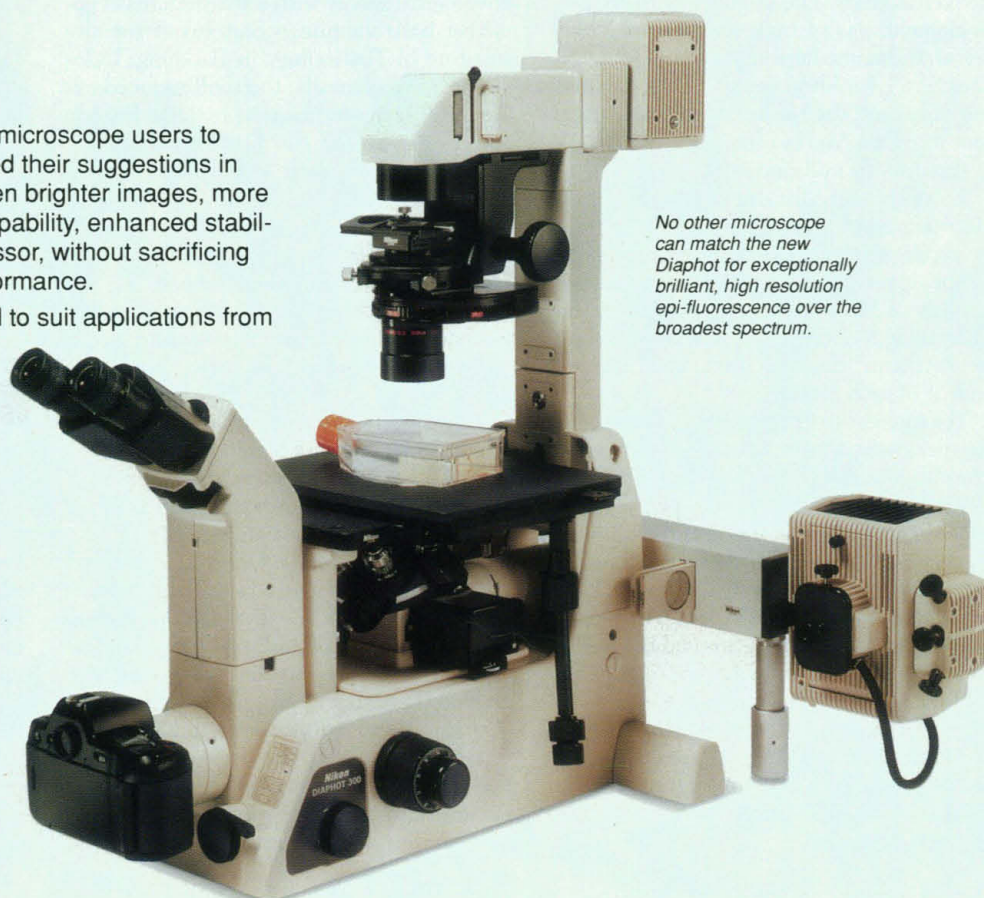 microscope users to
d their suggestions in
en brighter images, more
pability, enhanced stabil-
ssor, without sacrificing
ormance.
l to suit applications from
No other microscope
can match the new
Diaphot for exceptionally
brilliant, high resolution
epi-fluorescence over the
broadest spectrum.
Nikon
DIAPHOT 300